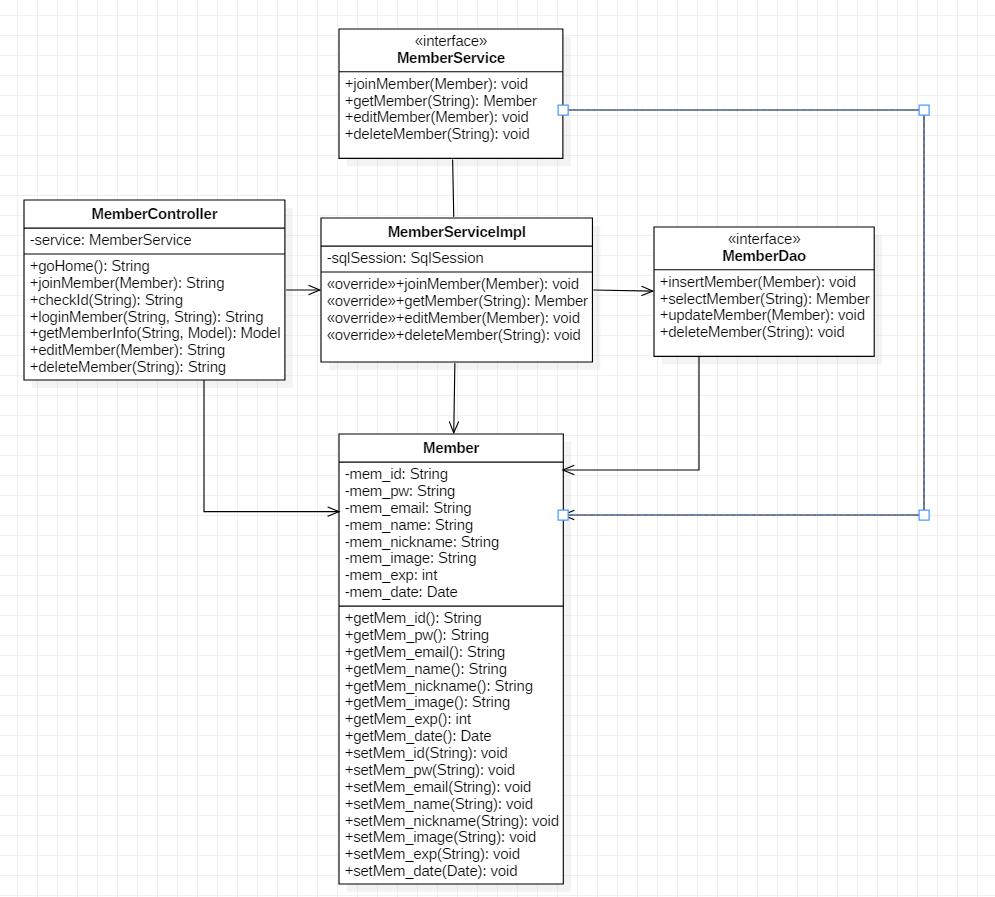 «interface»
MemberService
+joinMember(Member): void
+getMember(String): Member
+editMember(Member): void
+deleteMember(String): void
MemberController
-service: MemberService
+goHome(): String
+joinMember(Member): String
+checkId(String): String
+loginMember(String, String): String
+getMemberInfo(String, Model): Model
+editMember(Member): String
+deleteMember(String): String
MemberServiceImpl
-sqlSession: SqlSession
«override»+joinMember(Member): void
«override»+getMember(String): Member
«override»+editMember(Member): void
«override»+deleteMember(String): void
«interface»
MemberDao
+insertMember(Member): void
+selectMember(String): Member
+updateMember(Member): void
+deleteMember(String): void
Member
-mem_id: String
-mem_pw: String
-mem_email: String
-mem_name: String
-mem_nickname: String
-mem_image: String
-mem_exp: int
-mem_date: Date
+getMem_id(): String
+getMem_pw(): String
+getMem_email(): String
+getMem_name(): String
+getMem_nickname(): String
+getMem_image(): String
+getMem_exp(): int
+getMem_date(): Date
+setMem_id(String): void
+setMem_pw(String): void
+setMem_email(String): void
+setMem_name(String): void
+setMem_nickname(String): void
+setMem_image(String): void
+setMem_exp(String): void
+setMem_date(Date): void